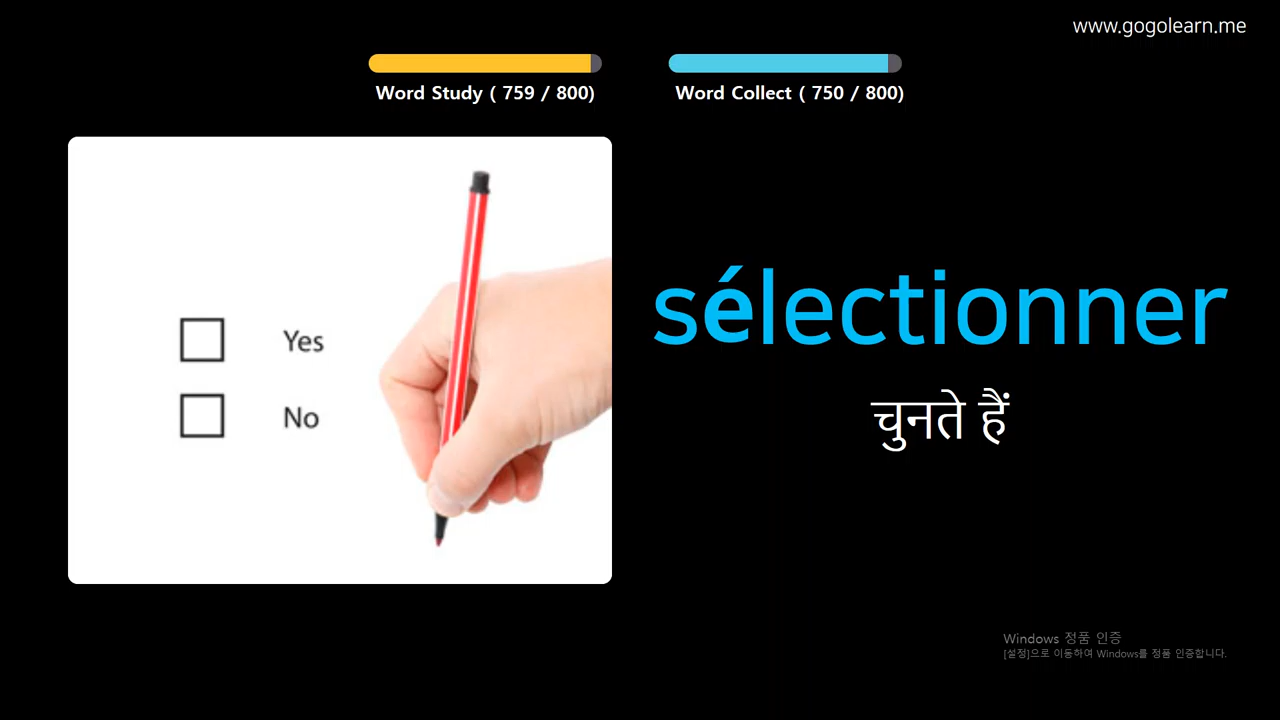 www.gogolearn.me
Word Study ( 759 / 800)
Word Collect ( 750 / 800)
Yes
No
sélectionner
चुनते हैं
Windows 정품 인증
[설정]으로 이동하여 Windows를 정품 인증합니다.